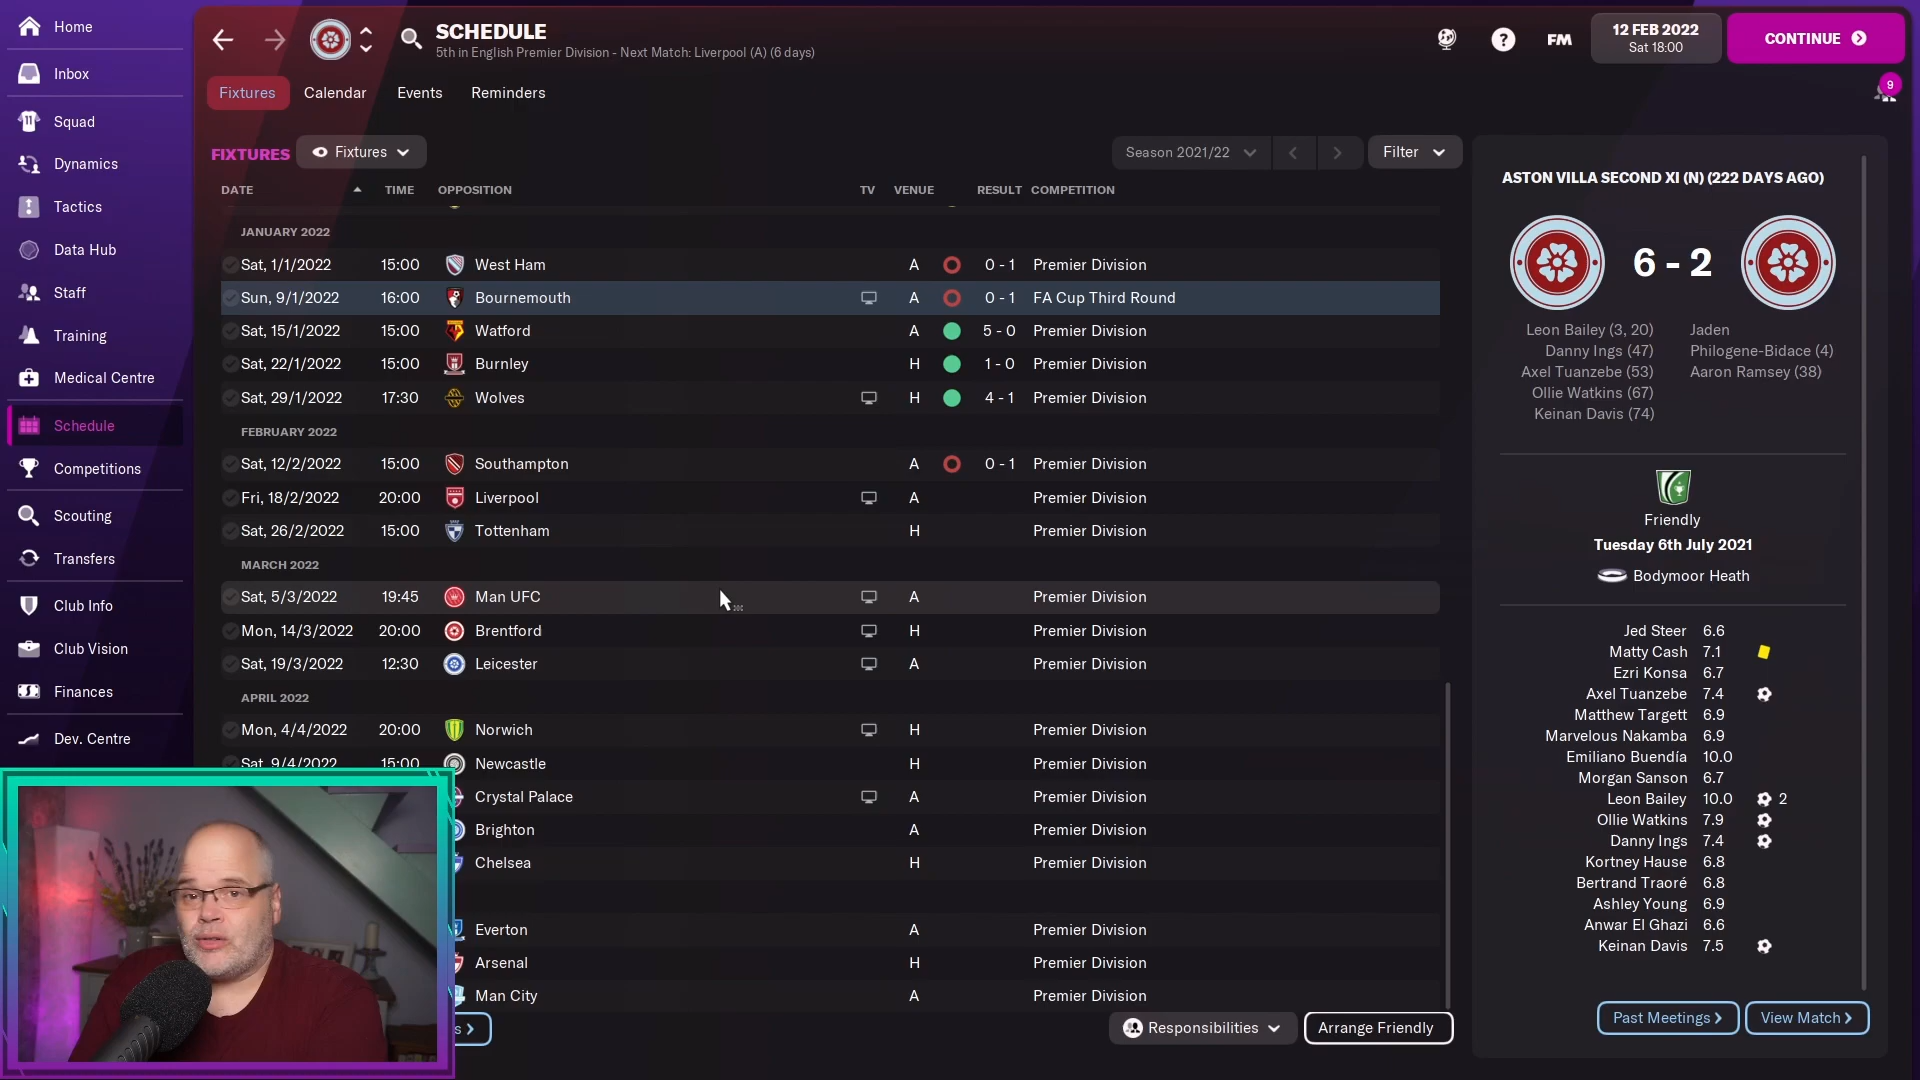 Home
Inbox
Squad
Dynamics
Tactics
Data Hub
Staff
Training
Medical Centre
Schedule
Competitions
Scouting
Transfers
Club Info
Club Vision
Finances
Dev. Centre
SCHEDULE
5th in English Premier Division - Next Match: Liverpool (A) (6 days)
FM
12 FEB 2022
Sat 18:00
CONTINUE
9
Fixtures Calendar Events Reminders
FIXTURES Fixtures Season 2021/22 Filter
DATE TIME OPPOSITION TV VENUE RESULT COMPETITION
JANUARY 2022
Sat, 1/1/2022 15:00 West Ham A 0 - 1 Premier Division
Sun, 9/1/2022 16:00 Bournemouth A 0 - 1 FA Cup Third Round
Sat, 15/1/2022 15:00 Watford A 5 - 0 Premier Division
Sat, 22/1/2022 15:00 Burnley H 1 - 0 Premier Division
Sat, 29/1/2022 17:30 Wolves H 4 - 1 Premier Division
FEBRUARY 2022
Sat, 12/2/2022 15:00 Southampton A 0 - 1 Premier Division
Fri, 18/2/2022 20:00 Liverpool A Premier Division
Sat, 26/2/2022 15:00 Tottenham H Premier Division
MARCH 2022
Sat, 5/3/2022 19:45 Man UFC A Premier Division
Mon, 14/3/2022 20:00 Brentford H Premier Division
Sat, 19/3/2022 12:30 Leicester A Premier Division
APRIL 2022
Mon, 4/4/2022 20:00 Norwich H Premier Division
Sat, 9/4/2022 15:00 Newcastle H Premier Division
Crystal Palace A Premier Division
Brighton A Premier Division
Chelsea H Premier Division
Everton A Premier Division
Arsenal H Premier Division
Man City A Premier Division
Responsibilities Arrange Friendly
ASTON VILLA SECOND XI (N) (222 DAYS AGO)
6 - 2
Leon Bailey (3, 20) Jaden
Danny Ings (47) Philogene-Bidace (4)
Axel Tuanzebe (53) Aaron Ramsey (38)
Ollie Watkins (67)
Keinan Davis (74)
Friendly
Tuesday 6th July 2021
Bodymoor Heath
Jed Steer 6.6
Matty Cash 7.1
Ezri Konsa 6.7
Axel Tuanzebe 7.4
Matthew Targett 6.9
Marvelous Nakamba 6.9
Emiliano Buendía 10.0
Morgan Sanson 6.7
Leon Bailey 10.0 2
Ollie Watkins 7.9
Danny Ings 7.4
Kortney Hause 6.8
Bertrand Traoré 6.8
Ashley Young 6.9
Anwar El Ghazi 6.6
Keinan Davis 7.5
Past Meetings View Match